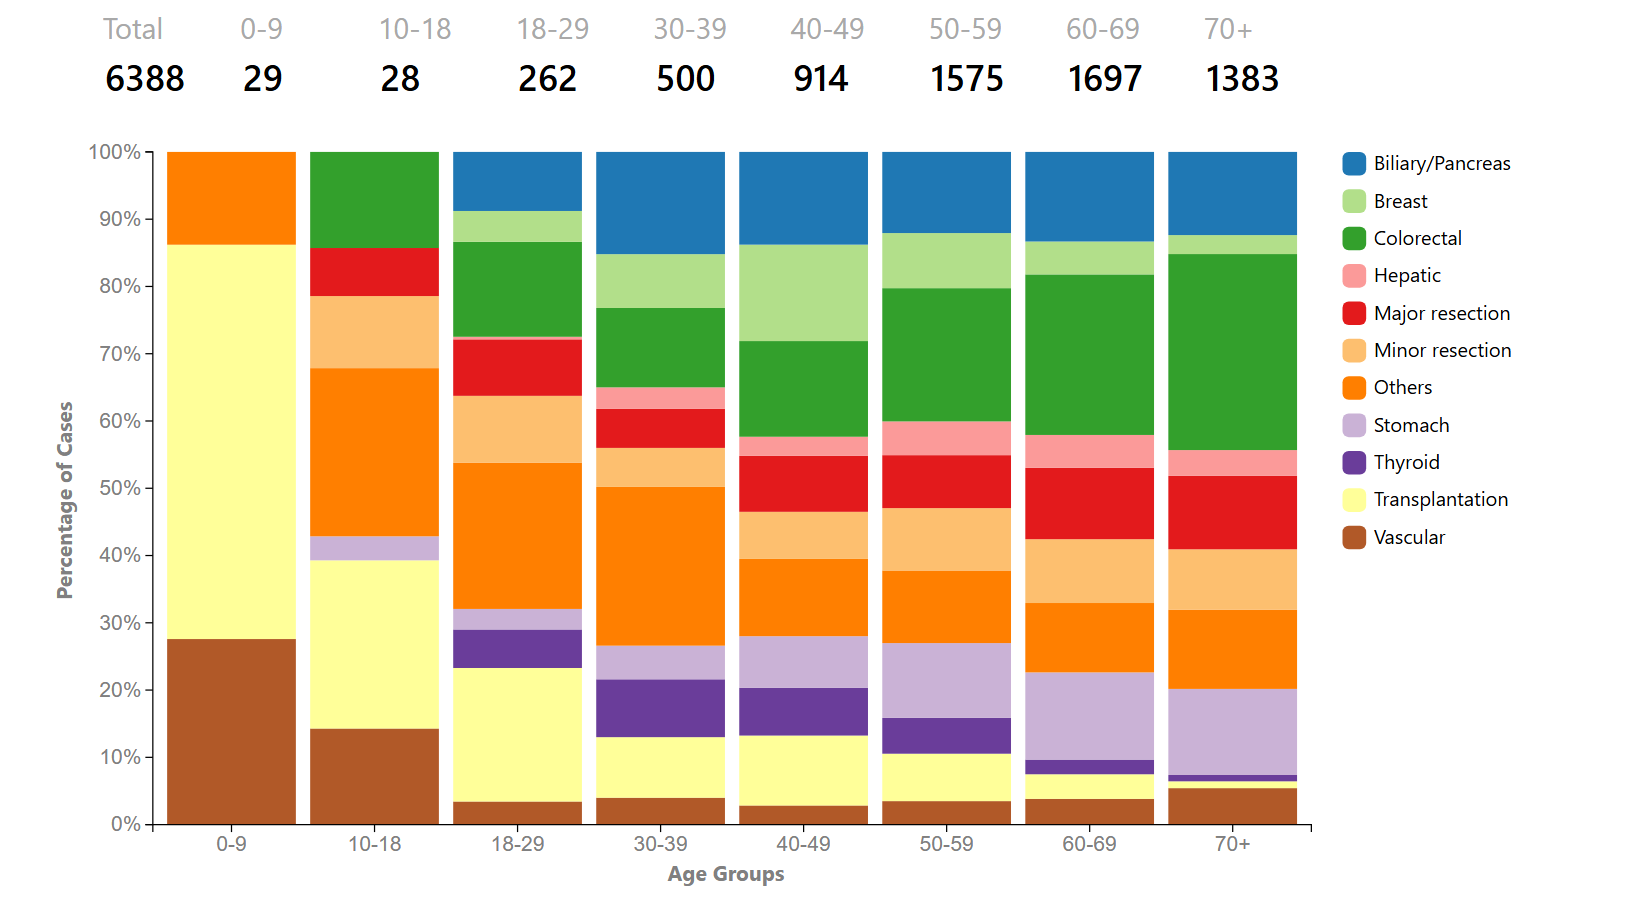 Total 0-9 10-18 18-29 30-39 40-49 50-59 60-69 70+
6388 29 28 262 500 914 1575 1697 1383
100%
90%
80%
70%
60%
50%
40%
30%
20%
10%
0%
Percentage of Cases
0-9 10-18 18-29 30-39 40-49 50-59 60-69 70+
Age Groups
Biliary/Pancreas
Breast
Colorectal
Hepatic
Major resection
Minor resection
Others
Stomach
Thyroid
Transplantation
Vascular